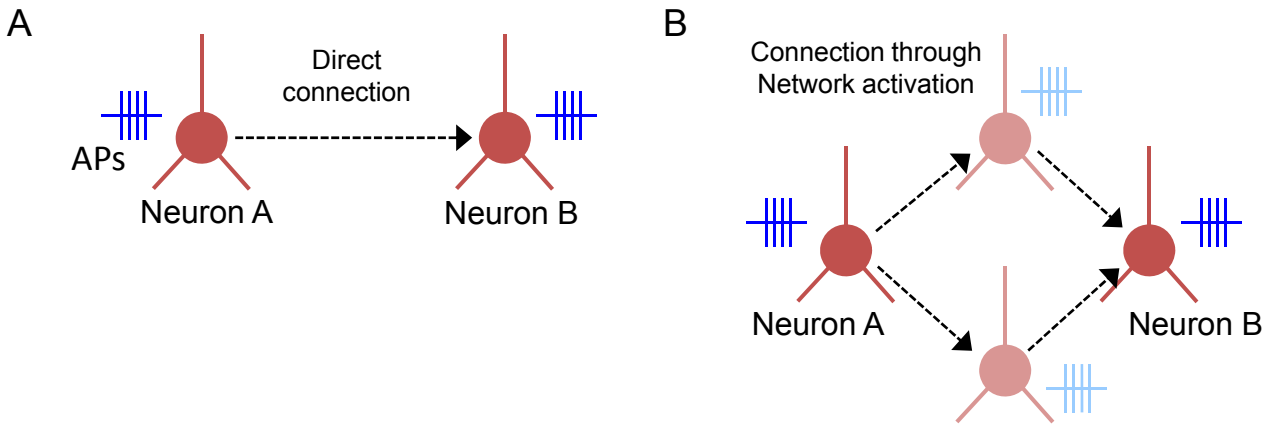 A
Direct
connection
APs
Neuron A
Neuron B
B
Connection through
Network activation
Neuron A
Neuron B